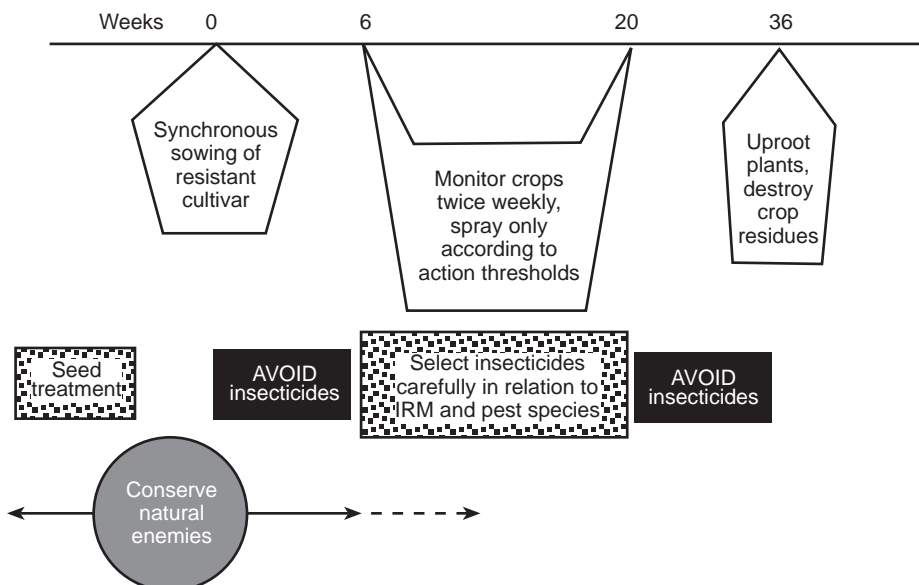 Weeks 0 6 20 36
Synchronous
sowing of
resistant
cultivar
Monitor crops
twice weekly,
spray only
according to
action thresholds
Uproot
plants,
destroy
crop
residues
Seed
treatment
AVOID
insecticides
Select insecticides
carefully in relation to
IRM and pest species
AVOID
insecticides
Conserve
natural
enemies